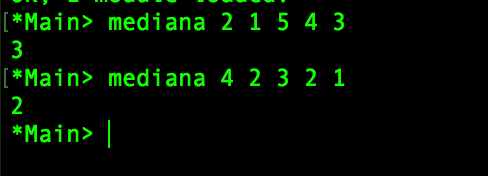 [*Main> mediana 2 1 5 4 3
3
[*Main> mediana 4 2 3 2 1
2
*Main>